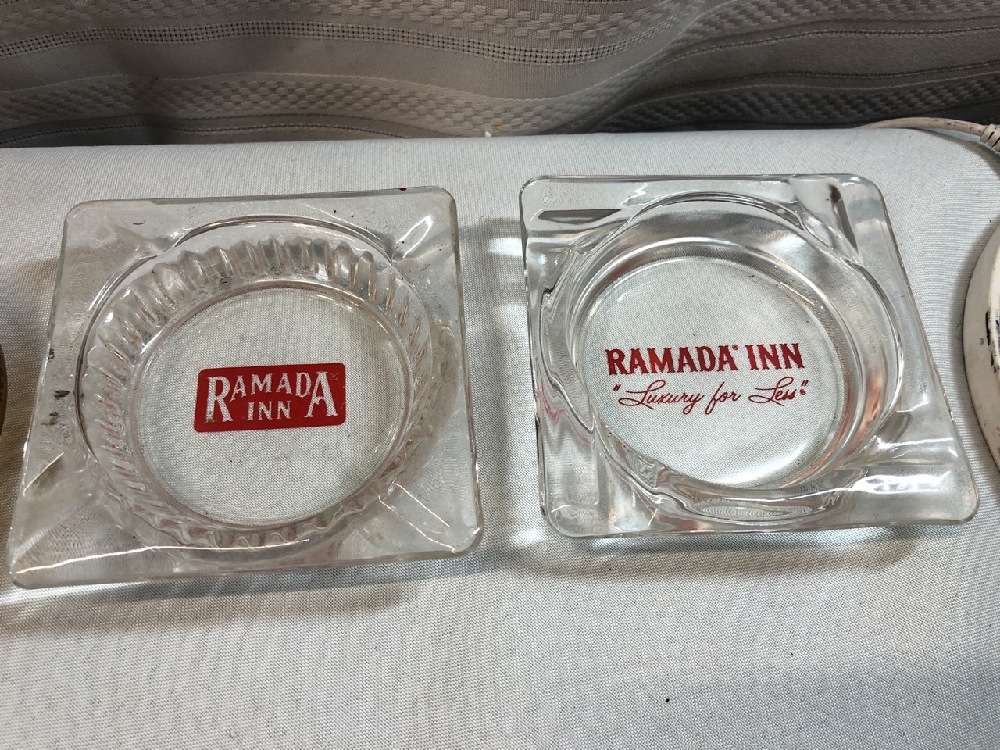 RAMADA
INN
RAMADA® INN
"Luxury for Less"